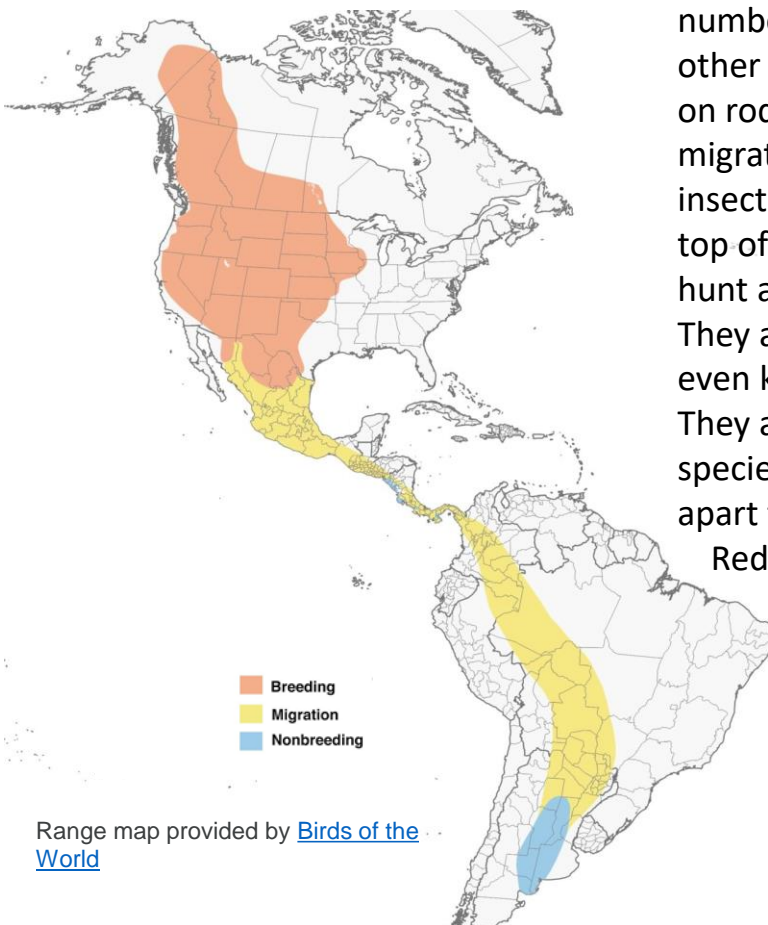 numbe
other
on roo
migrat
insect
top of
hunt a
They a
even k
They a
specie
apart
Red
Breeding
Migration
Nonbreeding
Range map provided by Birds of the
World